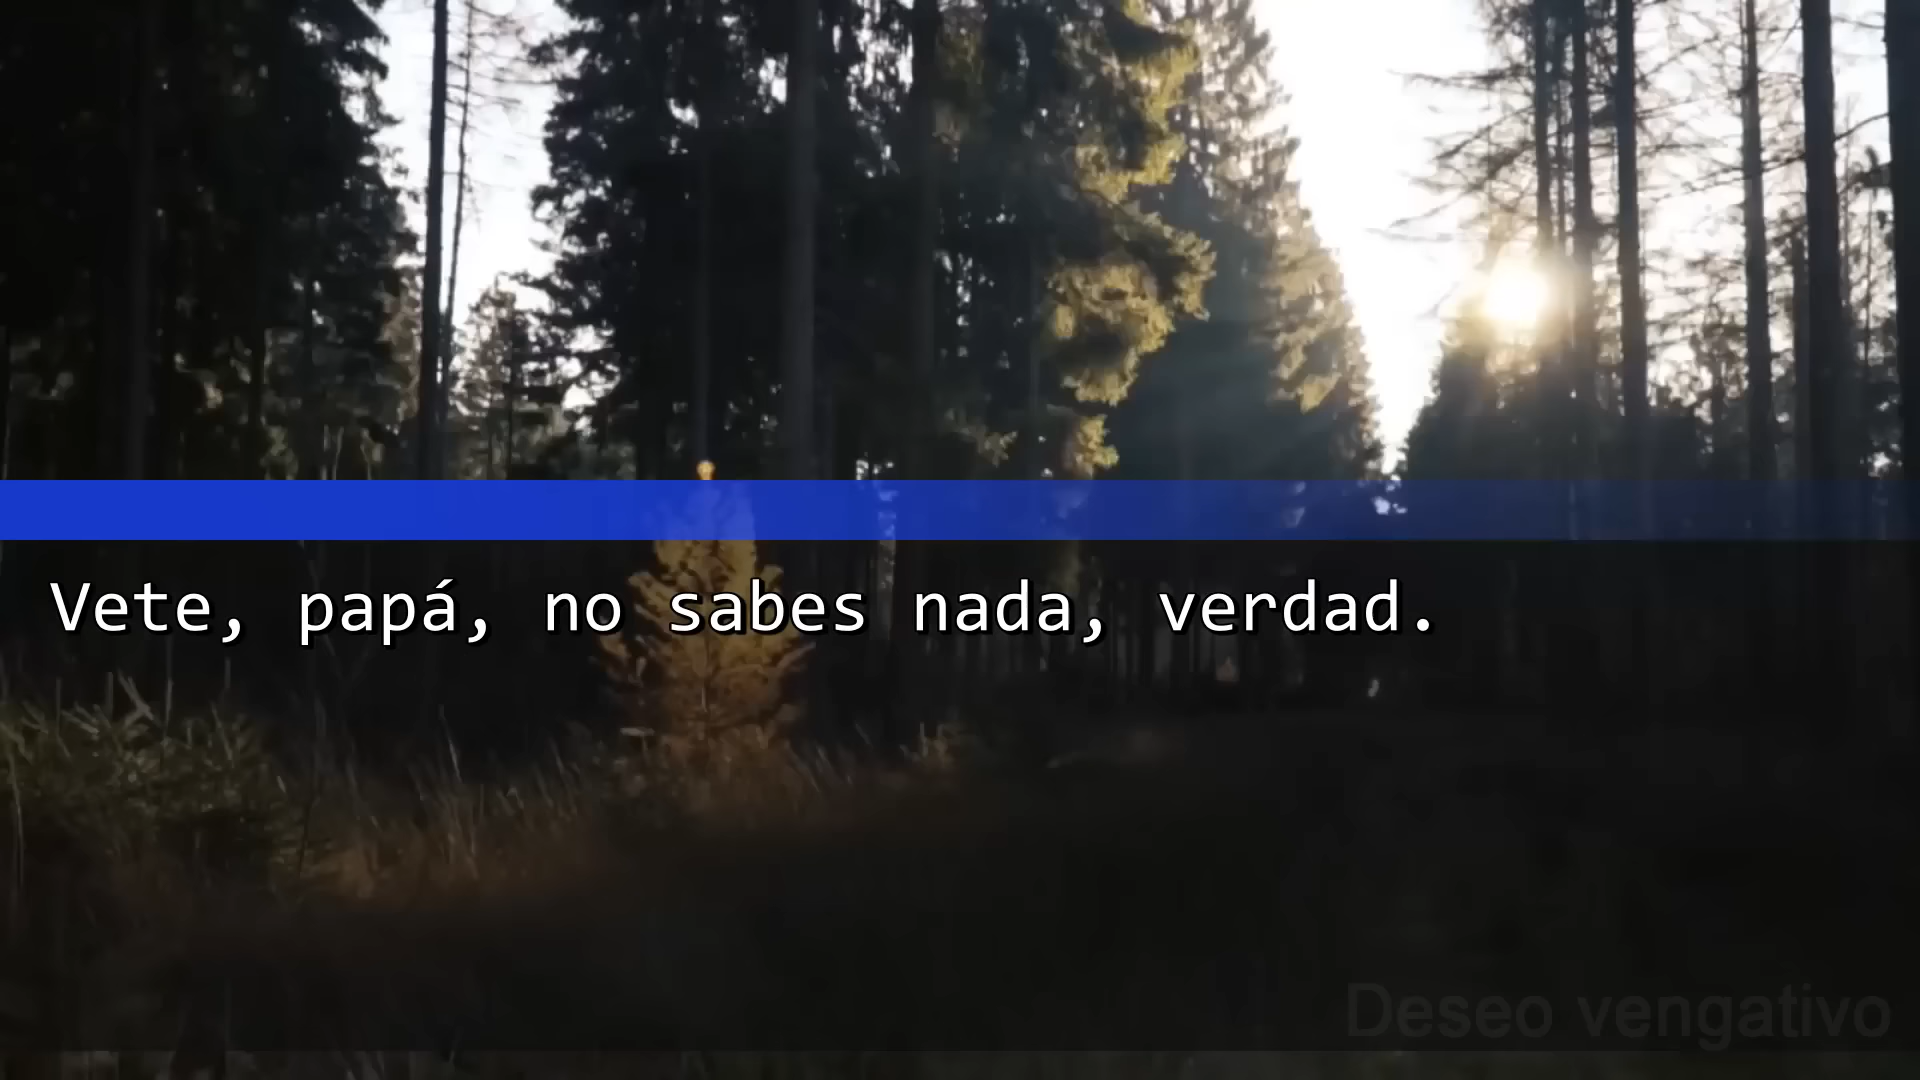 Vete, papá, no sabes nada, verdad.
Deseo vengativo